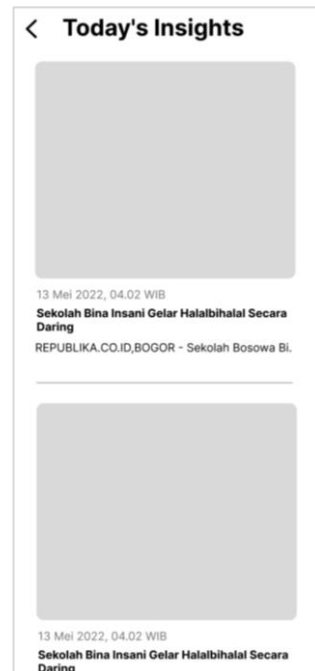 Today's Insights
13 Mei 2022, 04.02 WIB
Sekolah Bina Insani Gelar Halalbihalal Secara
Daring
REPUBLIKA.CO.ID,BOGOR - Sekolah Bosowa Bi.
13 Mei 2022, 04.02 WIB
Sekolah Bina Insani Gelar Halalbihalal Secara
Daring